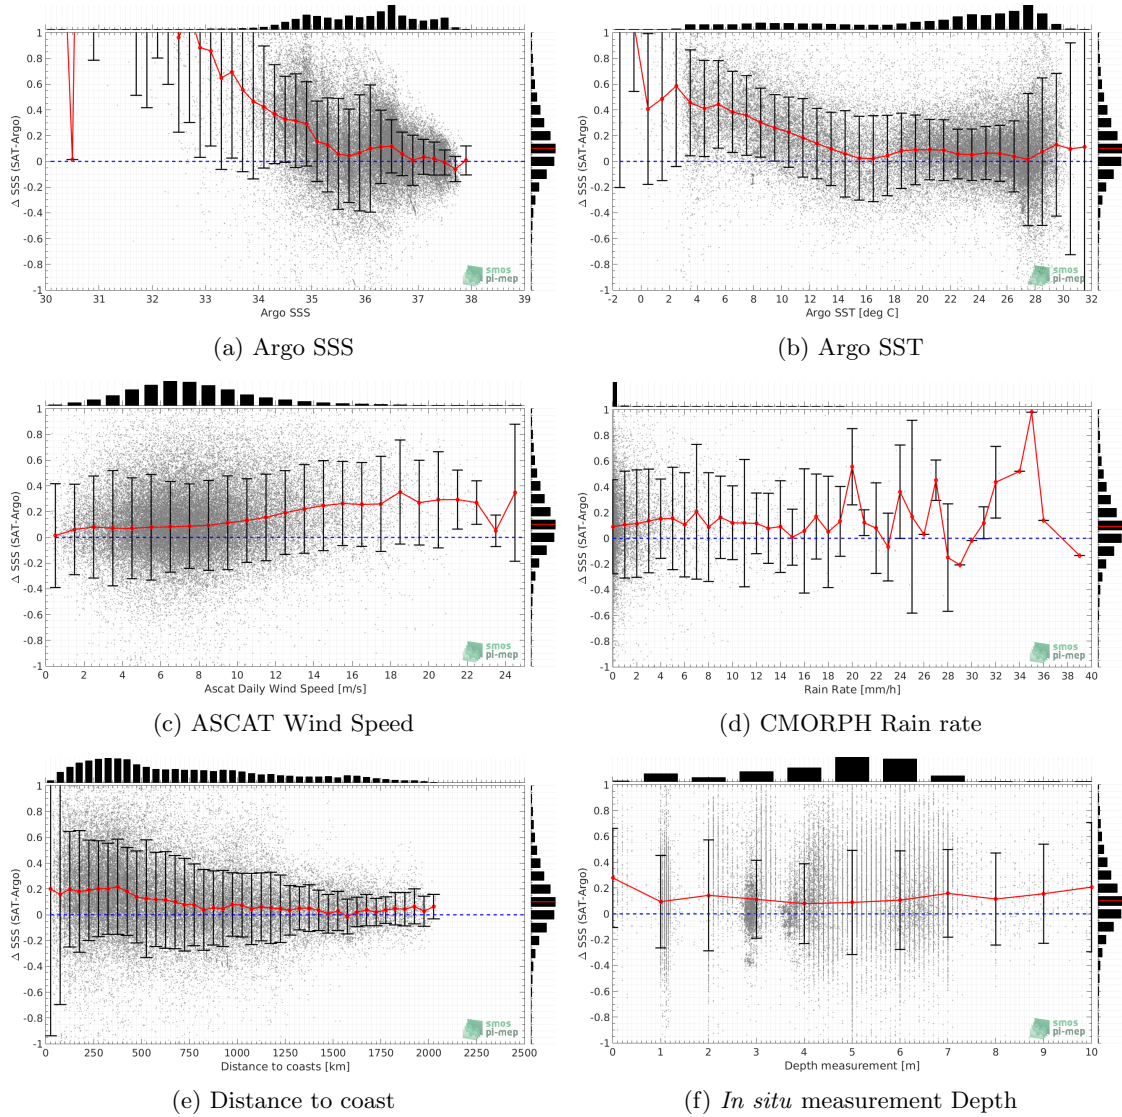 1
0.8
0.6
0.4
0.2
0
-0.2
-0.4
-0.6
-0.8
-1
Δ SSS (SAT-Argo)
30 31 32 33 34 35 36 37 38 39
Argo SSS
smos
pi-mep
(a) Argo SSS
1
0.8
0.6
0.4
0.2
0
-0.2
-0.4
-0.6
-0.8
-1
Δ SSS (SAT-Argo)
-2 0 2 4 6 8 10 12 14 16 18 20 22 24 26 28 30 32
Argo SST [deg C]
smos
pi-mep
(b) Argo SST
1
0.8
0.6
0.4
0.2
0
-0.2
-0.4
-0.6
-0.8
-1
Δ SSS (SAT-Argo)
0 2 4 6 8 10 12 14 16 18 20 22 24
Ascat Daily Wind Speed [m/s]
smos
pi-mep
(c) ASCAT Wind Speed
1
0.8
0.6
0.4
0.2
0
-0.2
-0.4
-0.6
-0.8
-1
Δ SSS (SAT-Argo)
0 2 4 6 8 10 12 14 16 18 20 22 24 26 28 30 32 34 36 38 40
Rain Rate [mm/h]
smos
pi-mep
(d) CMORPH Rain rate
1
0.8
0.6
0.4
0.2
0
-0.2
-0.4
-0.6
-0.8
-1
Δ SSS (SAT-Argo)
0 250 500 750 1000 1250 1500 1750 2000 2250 2500
Distance to coasts [km]
smos
pi-mep
(e) Distance to coast
1
0.8
0.6
0.4
0.2
0
-0.2
-0.4
-0.6
-0.8
-1
Δ SSS (SAT-Argo)
0 1 2 3 4 5 6 7 8 9 10
Depth measurement [m]
smos
pi-mep
(f) In situ measurement Depth